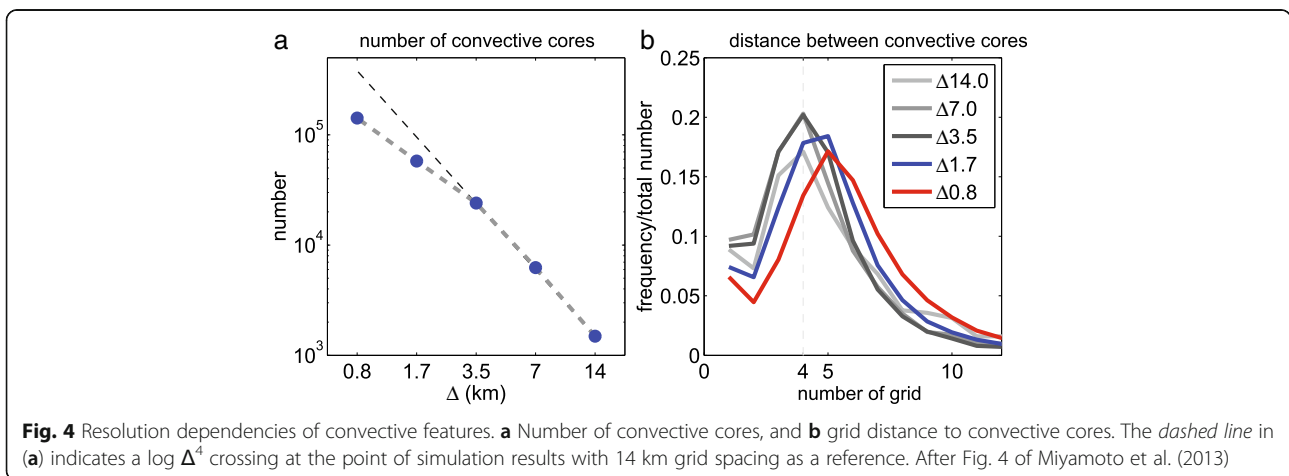 a number of convective cores
number
10^5
10^4
10^3
0.8 1.7 3.5 7 14
Δ (km)
b distance between convective cores
frequency/total number
0.25
0.2
0.15
0.1
0.05
0
0 4 5 10
number of grid
Δ14.0
Δ7.0
Δ3.5
Δ1.7
Δ0.8
Fig. 4 Resolution dependencies of convective features. a Number of convective cores, and b grid distance to convective cores. The dashed line in
(a) indicates a log Δ^4 crossing at the point of simulation results with 14 km grid spacing as a reference. After Fig. 4 of Miyamoto et al. (2013)